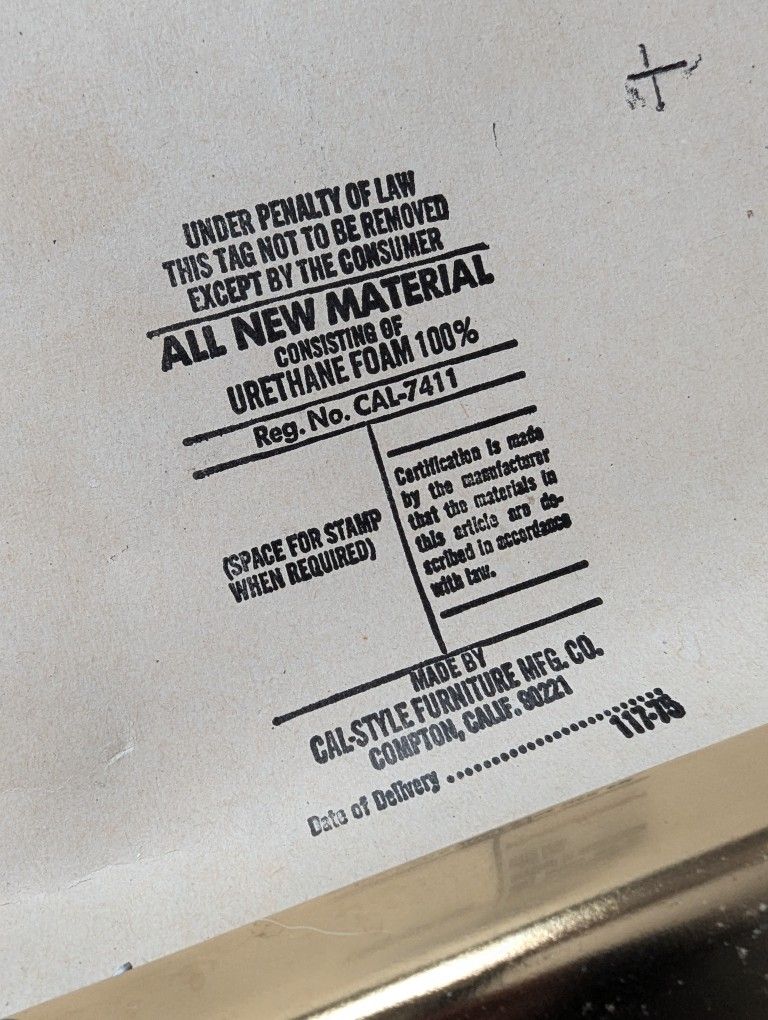 UNDER PENALTY OF LAW
THIS TAG NOT TO BE REMOVED
EXCEPT BY THE CONSUMER
ALL NEW MATERIAL
CONSISTING OF
URETHANE FOAM 100%
Reg. No. CAL-7411
Certification is made
by the manufacturer
that the materials in
this article are de-
scribed in accordance
with law.
(SPACE FOR STAMP
WHEN REQUIRED)
MADE BY
CAL-STYLE FURNITURE MFG. CO.
COMPTON, CALIF. 90221
Date of Delivery